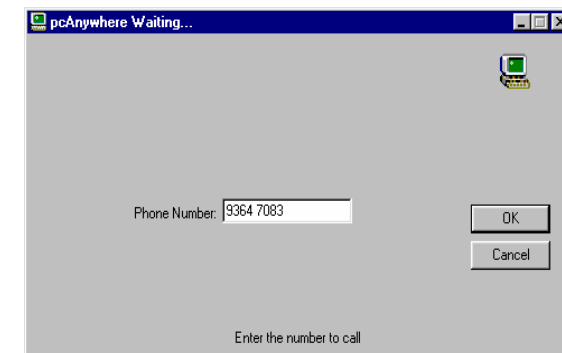 pcAnywhere Waiting...
Phone Number: 9364 7083
OK
Cancel
Enter the number to call